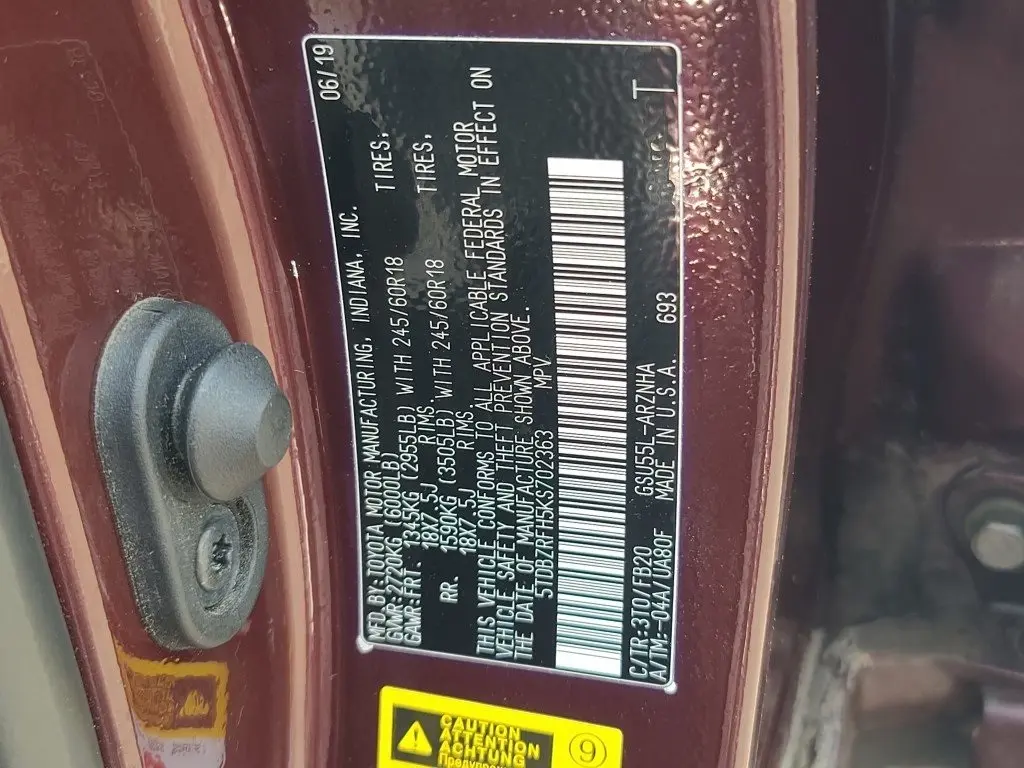 MFD.BY:TOYOTA MOTOR MANUFACTURING, INDIANA, INC. 06/19
GVWR 2720KG (6000LB)
GAWR FRT. 1345KG (2955LB) WITH 245/60R18 TIRES,
18X7.5J RIMS,
RR. 1590KG (3505LB) WITH 245/60R18 TIRES,
18X7.5J RIMS.
THIS VEHICLE CONFORMS TO ALL APPLICABLE FEDERAL MOTOR
VEHICLE SAFETY AND THEFT PREVENTION STANDARDS IN EFFECT ON
THE DATE OF MANUFACTURE SHOWN ABOVE.
5TDBZRFH5KS702363 MPV
C/TR:3T0/FB20 GSU55L-ARZNHA 693
A/TM:-04A/UA80F MADE IN U.S.A.
T
CAUTION
ATTENTION
ACHTUNG
9